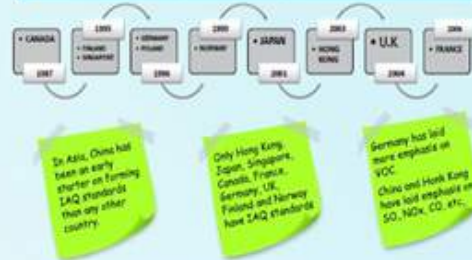 1995
1999
2003
2006
• CANADA
• FINLAND
• SINGAPORE
• GERMANY
• POLAND
• NORWAY
• JAPAN
• HONG
KONG
• U.K
• FRANCE
1987
1996
2001
2004
In Asia, China has
been an early
starter on forming
IAQ standards
than any other
country.
Only Hong Kong,
Japan, Singapore,
Canada, France,
Germany, UK,
Finland and Norway
have IAQ standards
Germany has laid
more emphasis on
VOC.
China and Honk Kong
have laid emphasis on
SO, NOx, CO, etc,